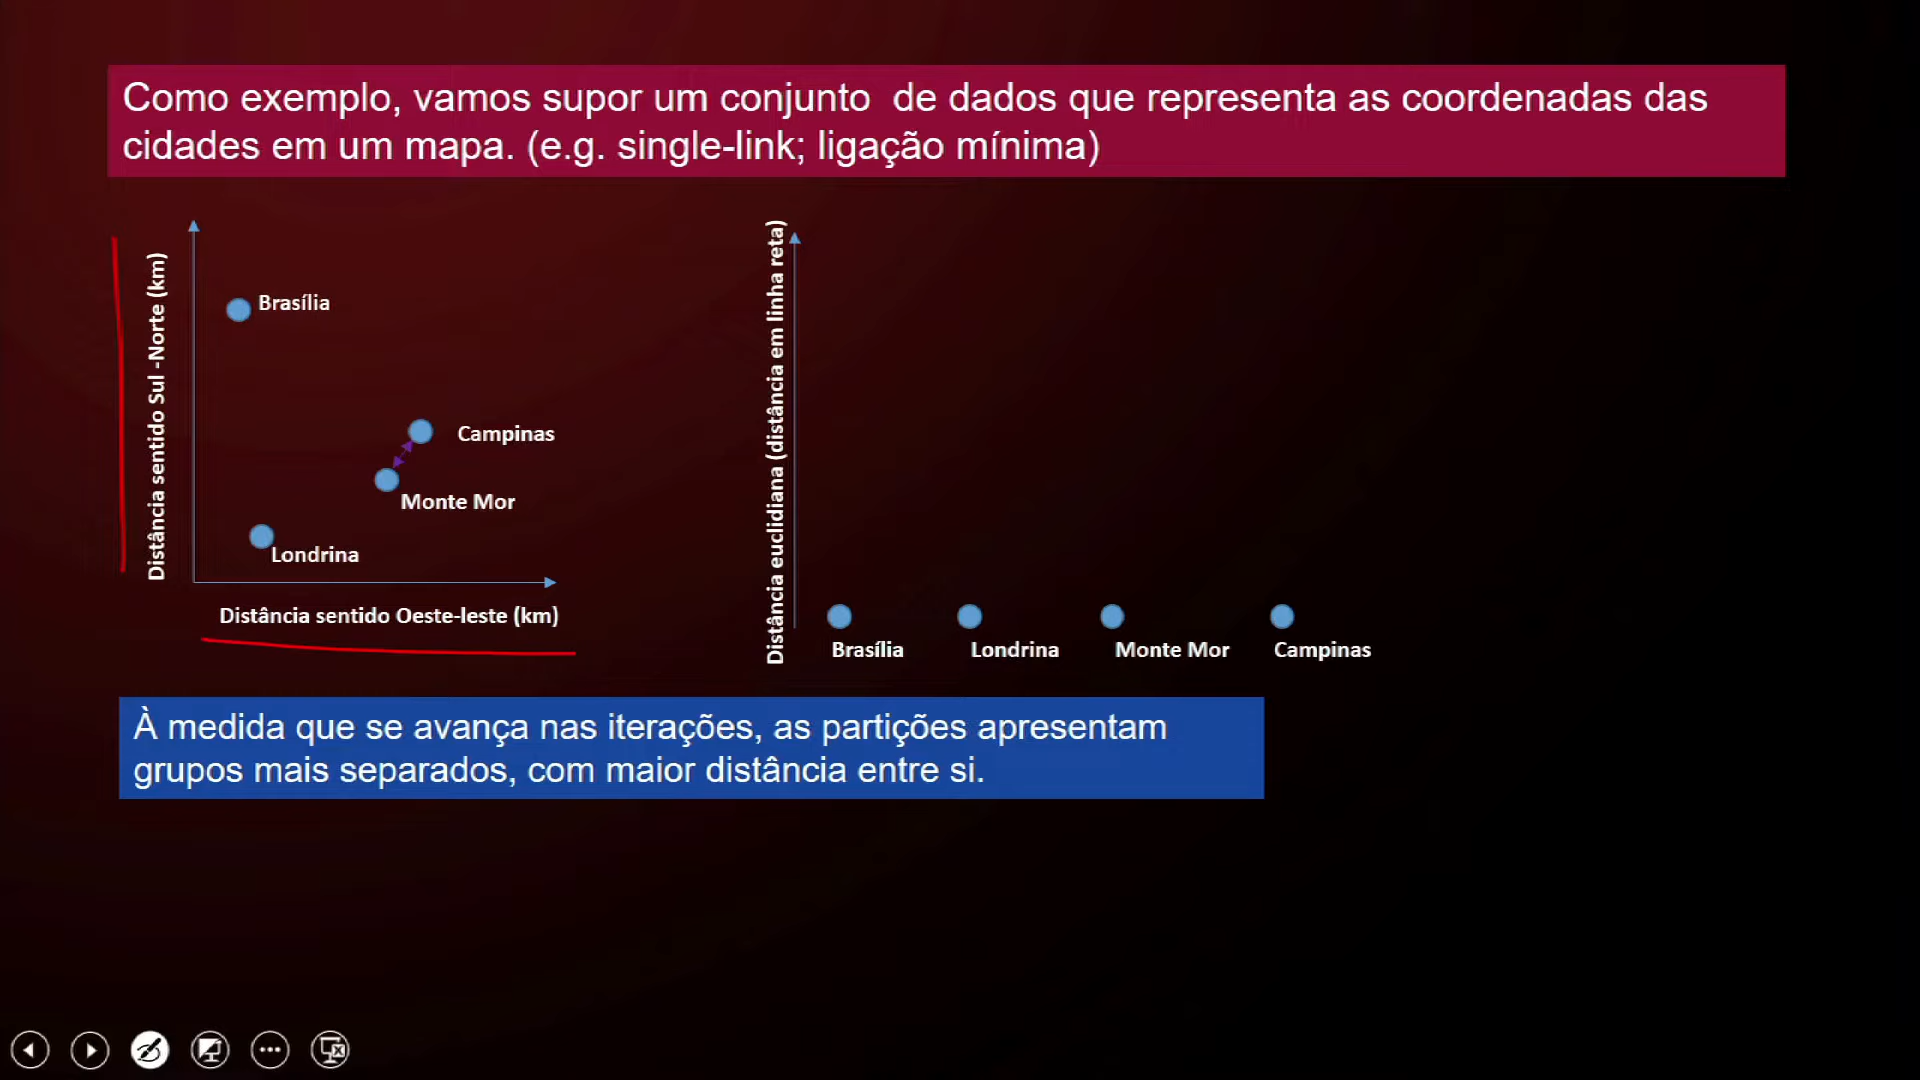 Como exemplo, vamos supor um conjunto de dados que representa as coordenadas das
cidades em um mapa. (e.g. single-link; ligação mínima)
Distância sentido Sul -Norte (km)
Brasília
Campinas
Monte Mor
Londrina
Distância sentido Oeste-leste (km)
Distância euclidiana (distância em linha reta)
Brasília
Londrina
Monte Mor
Campinas
À medida que se avança nas iterações, as partições apresentam
grupos mais separados, com maior distância entre si.